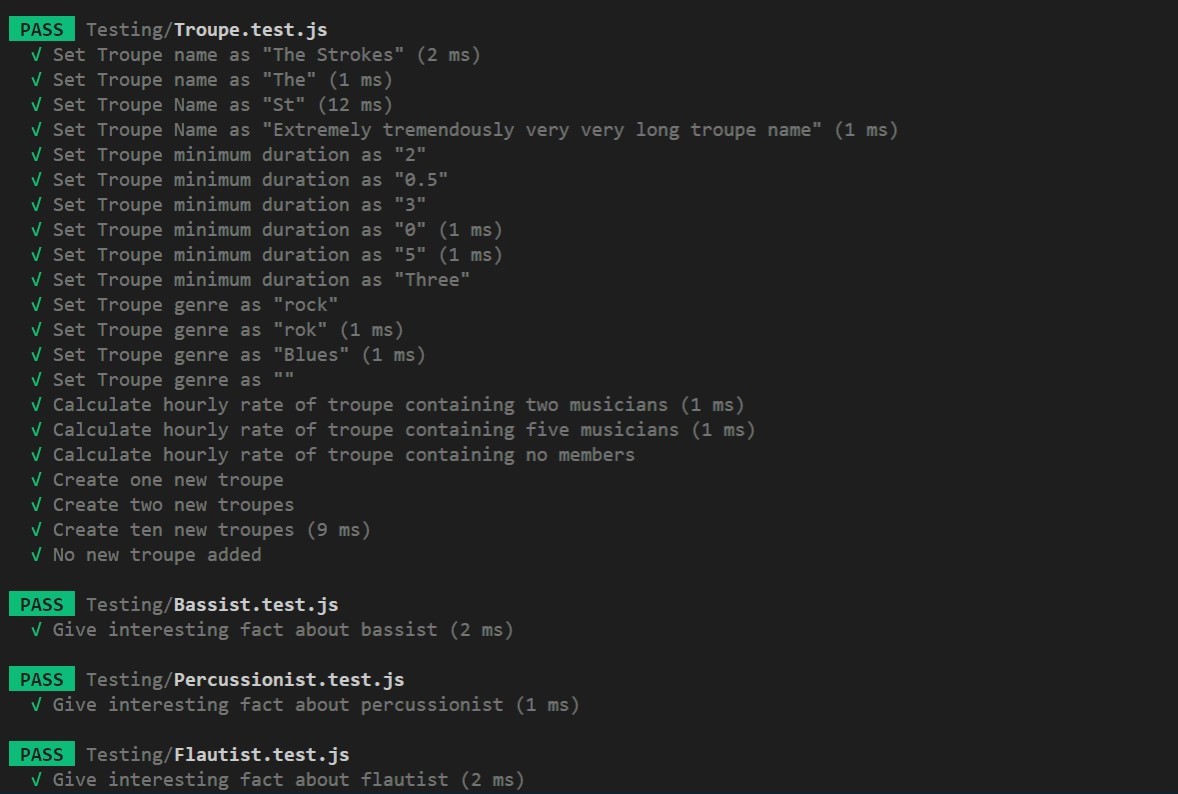 PASS Testing/Troupe.test.js
√ Set Troupe name as "The Strokes" (2 ms)
√ Set Troupe name as "The" (1 ms)
√ Set Troupe Name as "St" (12 ms)
√ Set Troupe Name as "Extremely tremendously very very long troupe name" (1 ms)
√ Set Troupe minimum duration as "2"
√ Set Troupe minimum duration as "0.5"
√ Set Troupe minimum duration as "3"
√ Set Troupe minimum duration as "0" (1 ms)
√ Set Troupe minimum duration as "5" (1 ms)
√ Set Troupe minimum duration as "Three"
√ Set Troupe genre as "rock"
√ Set Troupe genre as "rok" (1 ms)
√ Set Troupe genre as "Blues" (1 ms)
√ Set Troupe genre as ""
√ Calculate hourly rate of troupe containing two musicians (1 ms)
√ Calculate hourly rate of troupe containing five musicians (1 ms)
√ Calculate hourly rate of troupe containing no members
√ Create one new troupe
√ Create two new troupes
√ Create ten new troupes (9 ms)
√ No new troupe added
PASS Testing/Bassist.test.js
√ Give interesting fact about bassist (2 ms)
PASS Testing/Percussionist.test.js
√ Give interesting fact about percussionist (1 ms)
PASS Testing/Flautist.test.js
√ Give interesting fact about flautist (2 ms)